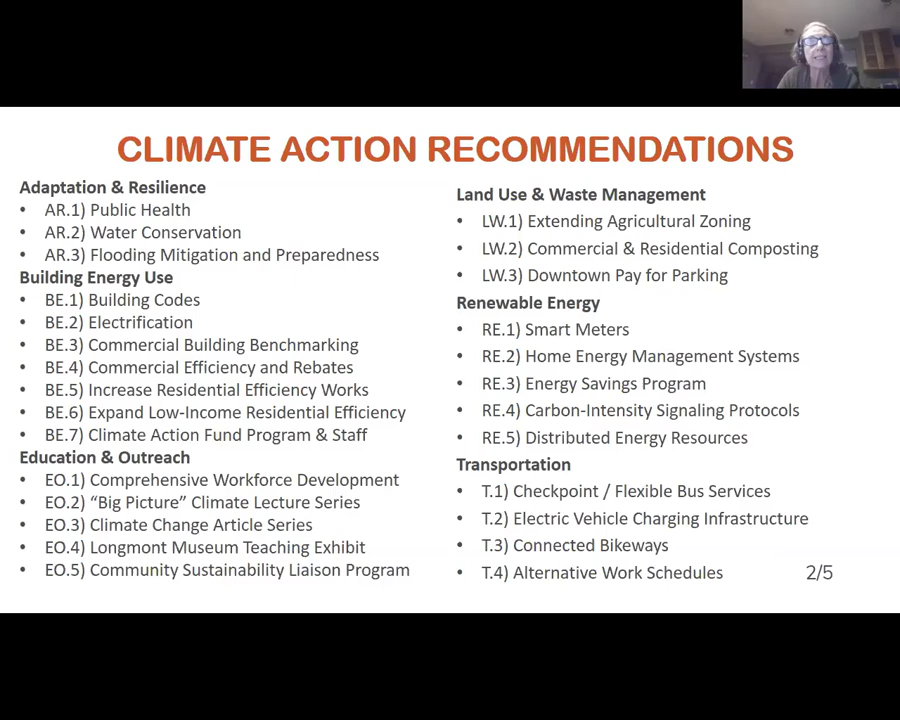 CLIMATE ACTION RECOMMENDATIONS
Adaptation & Resilience
• AR.1) Public Health
• AR.2) Water Conservation
• AR.3) Flooding Mitigation and Preparedness
Building Energy Use
• BE.1) Building Codes
• BE.2) Electrification
• BE.3) Commercial Building Benchmarking
• BE.4) Commercial Efficiency and Rebates
• BE.5) Increase Residential Efficiency Works
• BE.6) Expand Low-Income Residential Efficiency
• BE.7) Climate Action Fund Program & Staff
Education & Outreach
• EO.1) Comprehensive Workforce Development
• EO.2) “Big Picture” Climate Lecture Series
• EO.3) Climate Change Article Series
• EO.4) Longmont Museum Teaching Exhibit
• EO.5) Community Sustainability Liaison Program
Land Use & Waste Management
• LW.1) Extending Agricultural Zoning
• LW.2) Commercial & Residential Composting
• LW.3) Downtown Pay for Parking
Renewable Energy
• RE.1) Smart Meters
• RE.2) Home Energy Management Systems
• RE.3) Energy Savings Program
• RE.4) Carbon-Intensity Signaling Protocols
• RE.5) Distributed Energy Resources
Transportation
• T.1) Checkpoint / Flexible Bus Services
• T.2) Electric Vehicle Charging Infrastructure
• T.3) Connected Bikeways
• T.4) Alternative Work Schedules
2/5